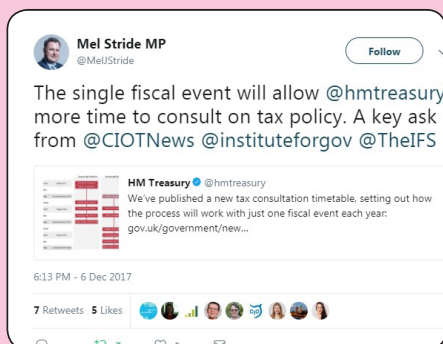 Mel Stride MP
@MelJStride
Follow
The single fiscal event will allow @hmtreasury
more time to consult on tax policy. A key ask
from @CIOTNews @instituteforgov @TheIFS
HM Treasury @hmtreasury
We've published a new tax consultation timetable, setting out how
the process will work with just one fiscal event each year:
gov.uk/government/new...
6:13 PM - 6 Dec 2017
7 Retweets 5 Likes